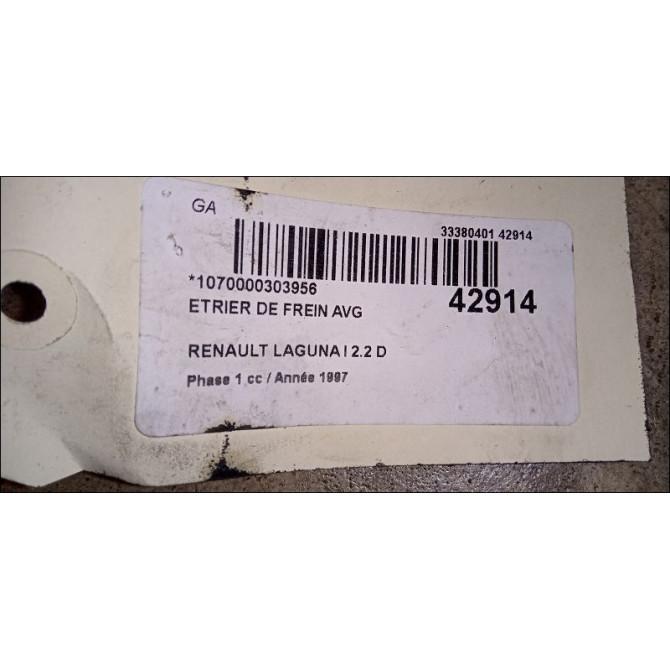 GA
33380401 42914
*1070000303956
42914
ETRIER DE FREIN AVG
RENAULT LAGUNA I 2.2 D
Phase 1 cc / Année 1997